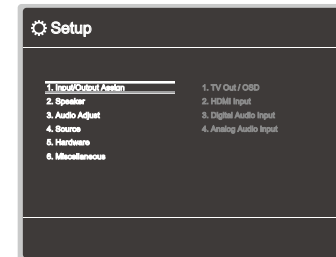 Setup
1. Input/Output Assign
2. Speaker
3. Audio Adjust
4. Source
5. Hardware
6. Miscellaneous
1. TV Out / OSD
2. HDMI Input
3. Digital Audio Input
4. Analog Audio Input